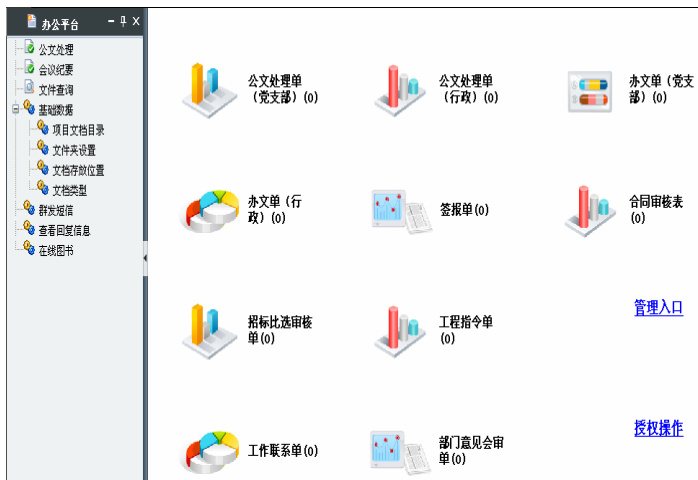 办公平台
公文处理
会议纪要
文件查询
基础数据
项目文档目录
文件夹设置
文档存放位置
文档类型
群发短信
查看回复信息
在线图书
公文处理单
(党支部)(0)
公文处理单
(行政)(0)
办文单(党支
部)(0)
办文单(行
政)(0)
签报单(0)
合同审核表
(0)
招标比选审核
单(0)
工程指令单
(0)
管理入口
工作联系单(0)
部门意见会审
单(0)
授权操作